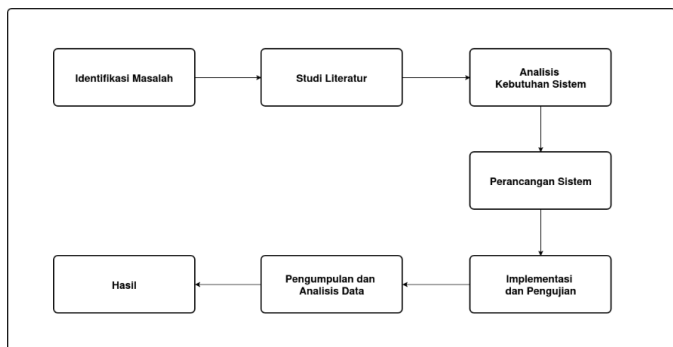 Identifikasi Masalah
Studi Literatur
Analisis
Kebutuhan Sistem
Perancangan Sistem
Implementasi
dan Pengujian
Pengumpulan dan
Analisis Data
Hasil